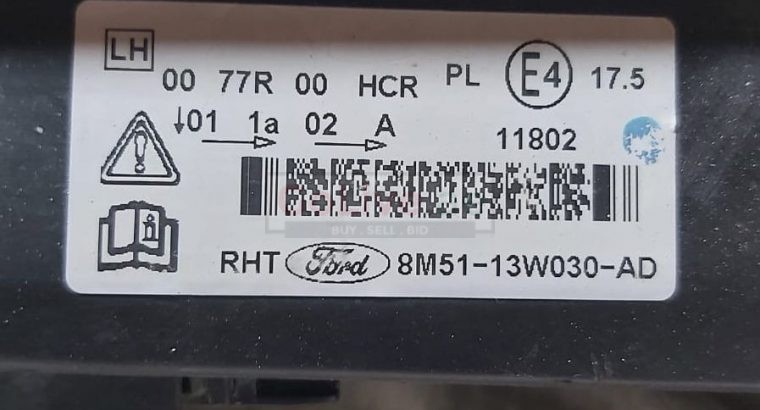 LH
00 77R 00 HCR PL E4 17.5
↓01 1a 02 A 11802
BUY . SELL . BID
RHT Ford 8M51-13W030-AD